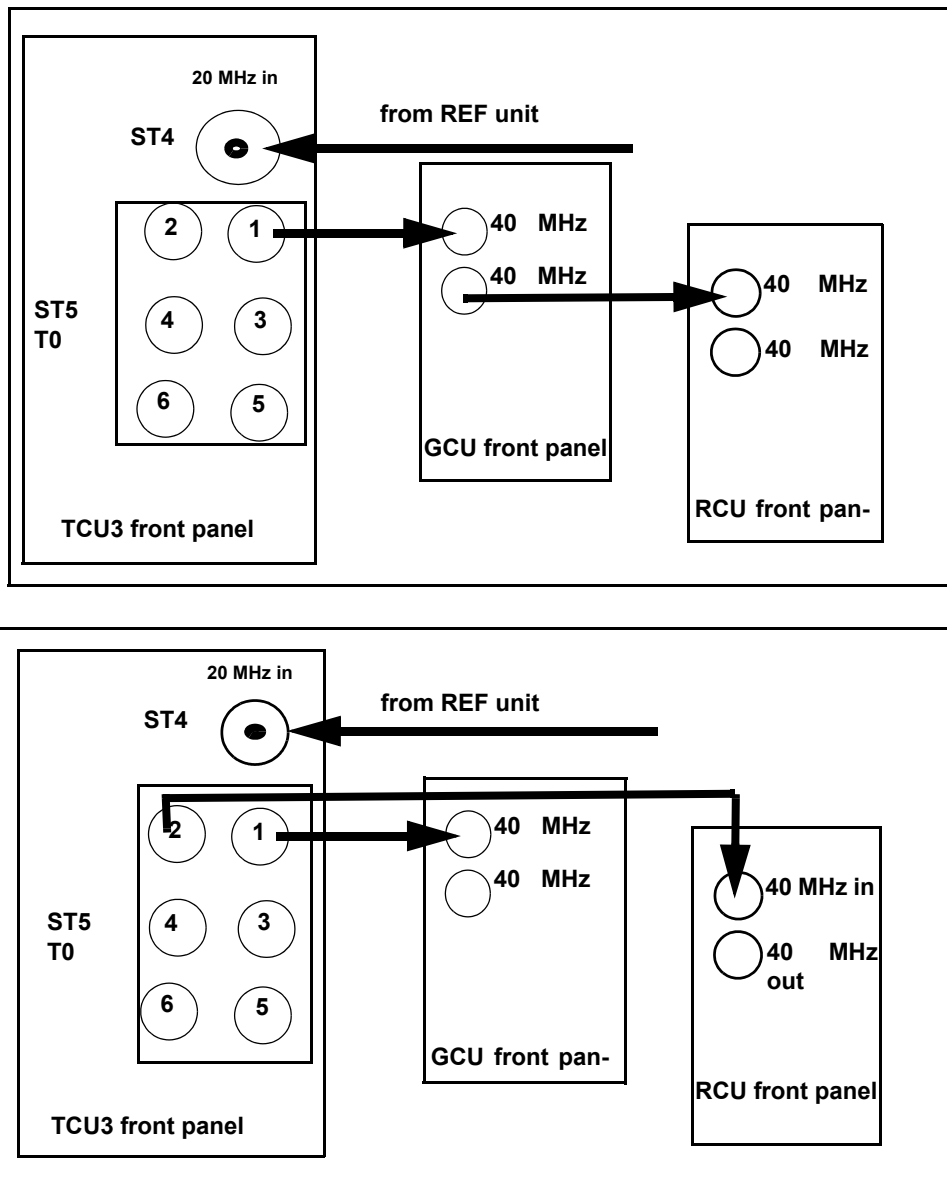 20 MHz in
from REF unit
ST4
2
1
40 MHz
40 MHz
40 MHz
ST5
T0
4
3
40 MHz
6
5
GCU front panel
RCU front pan-
TCU3 front panel
20 MHz in
from REF unit
ST4
2
1
40 MHz
40 MHz
40 MHz in
ST5
T0
4
3
40 MHz
out
6
5
GCU front pan-
RCU front panel
TCU3 front panel